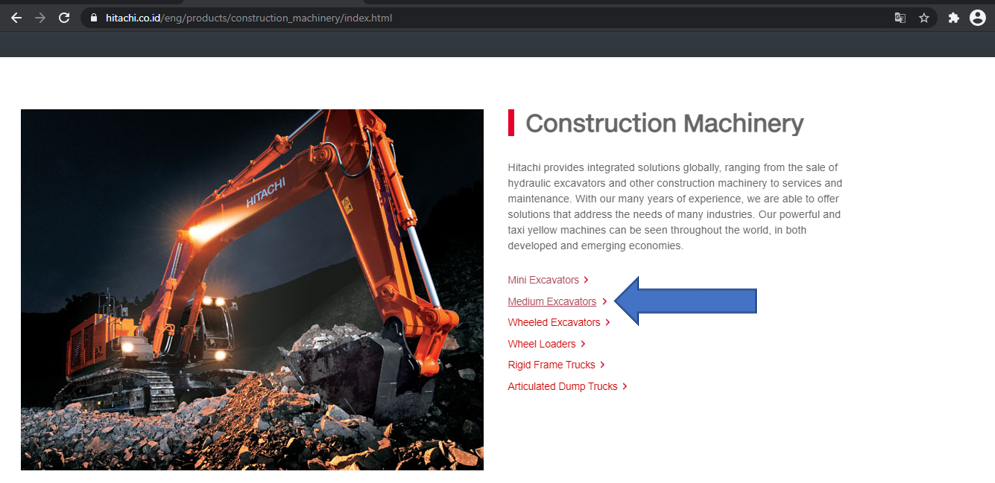 hitachi.co.id/eng/products/construction_machinery/index.html
HITACHI
Construction Machinery
Hitachi provides integrated solutions globally, ranging from the sale of
hydraulic excavators and other construction machinery to services and
maintenance. With our many years of experience, we are able to offer
solutions that address the needs of many industries. Our powerful and
taxi yellow machines can be seen throughout the world, in both
developed and emerging economies.
Mini Excavators
Medium Excavators
Wheeled Excavators
Wheel Loaders
Rigid Frame Trucks
Articulated Dump Trucks